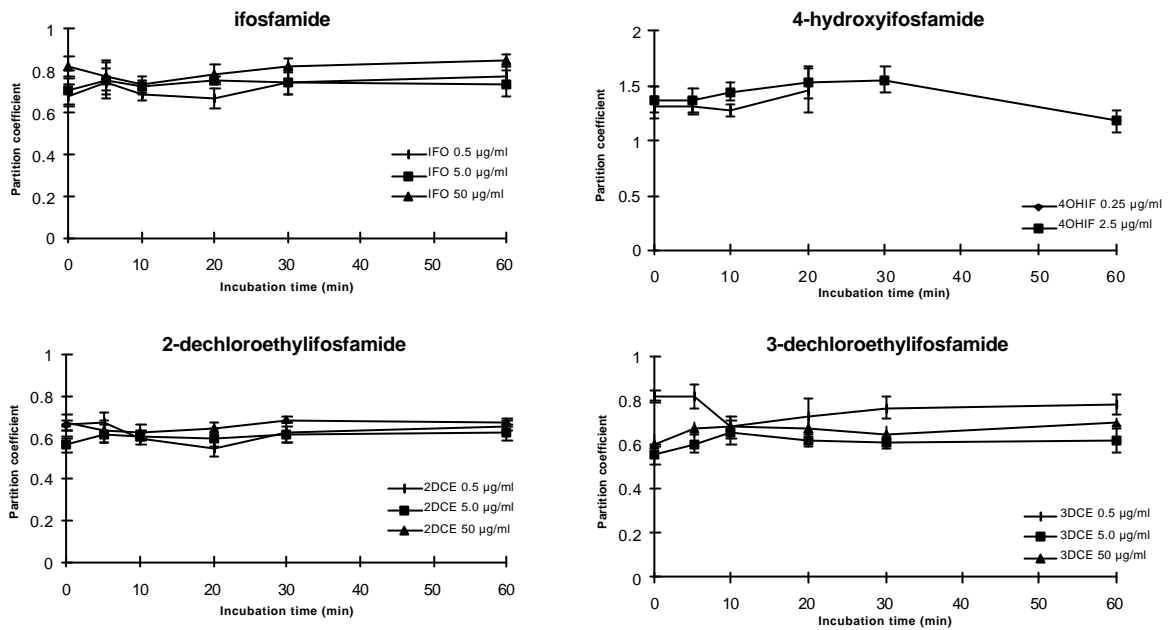 ifosfamide
Partition coefficient
1
0.8
0.6
0.4
0.2
0
IFO 0.5 µg/ml
IFO 5.0 µg/ml
IFO 50 µg/ml
0 10 20 30 40 50 60
Incubation time (min)
4-hydroxyifosfamide
Partition coefficient
2
1.5
1
0.5
0
4OHIF 0.25 µg/ml
4OHIF 2.5 µg/ml
0 10 20 30 40 50 60
Incubation time (min)
2-dechloroethylifosfamide
Partition coefficient
1
0.8
0.6
0.4
0.2
0
2DCE 0.5 µg/ml
2DCE 5.0 µg/ml
2DCE 50 µg/ml
0 10 20 30 40 50 60
Incubation time (min)
3-dechloroethylifosfamide
Partition coefficient
1
0.8
0.6
0.4
0.2
0
3DCE 0.5 µg/ml
3DCE 5.0 µg/ml
3DCE 50 µg/ml
0 10 20 30 40 50 60
Incubation time (min)